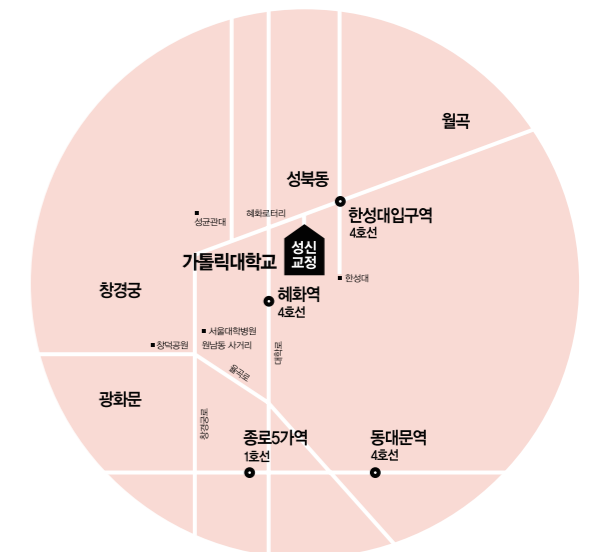 월곡
성북동
혜화로터리
성균관대
한성대입구역
4호선
가톨릭대학교
성신
교정
한성대
창경궁
혜화역
4호선
서울대학병원
창덕공원
원남동 사거리
대학로
율곡로
광화문
창경궁로
종로5가역
1호선
동대문역
4호선